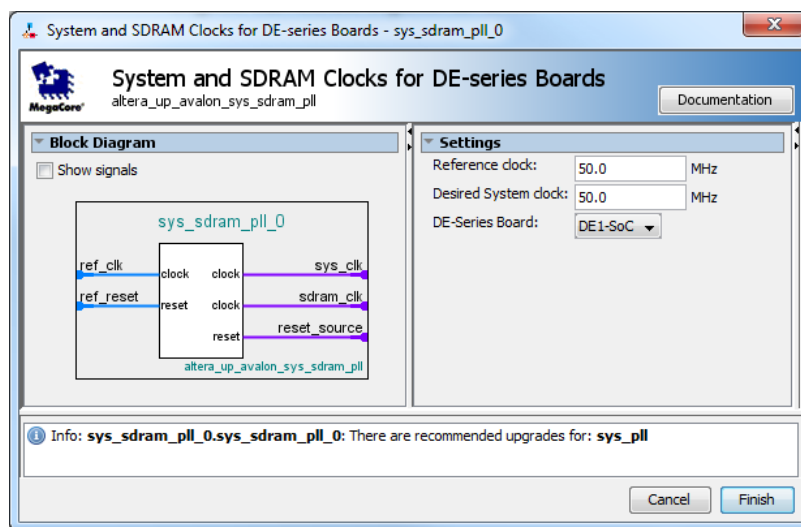 System and SDRAM Clocks for DE-series Boards - sys_sdram_pll_0
X
System and SDRAM Clocks for DE-series Boards
MegaCore®
altera_up_avalon_sys_sdram_pll
Documentation
Block Diagram
Show signals
sys_sdram_pll_0
ref_clk
clock
clock
sys_clk
ref_reset
reset
clock
sdram_clk
reset
reset_source
altera_up_avalon_sys_sdram_pll
Settings
Reference clock: 50.0 MHz
Desired System clock: 50.0 MHz
DE-Series Board: DE1-SoC
Info: sys_sdram_pll_0.sys_sdram_pll_0: There are recommended upgrades for: sys_pll
Cancel
Finish